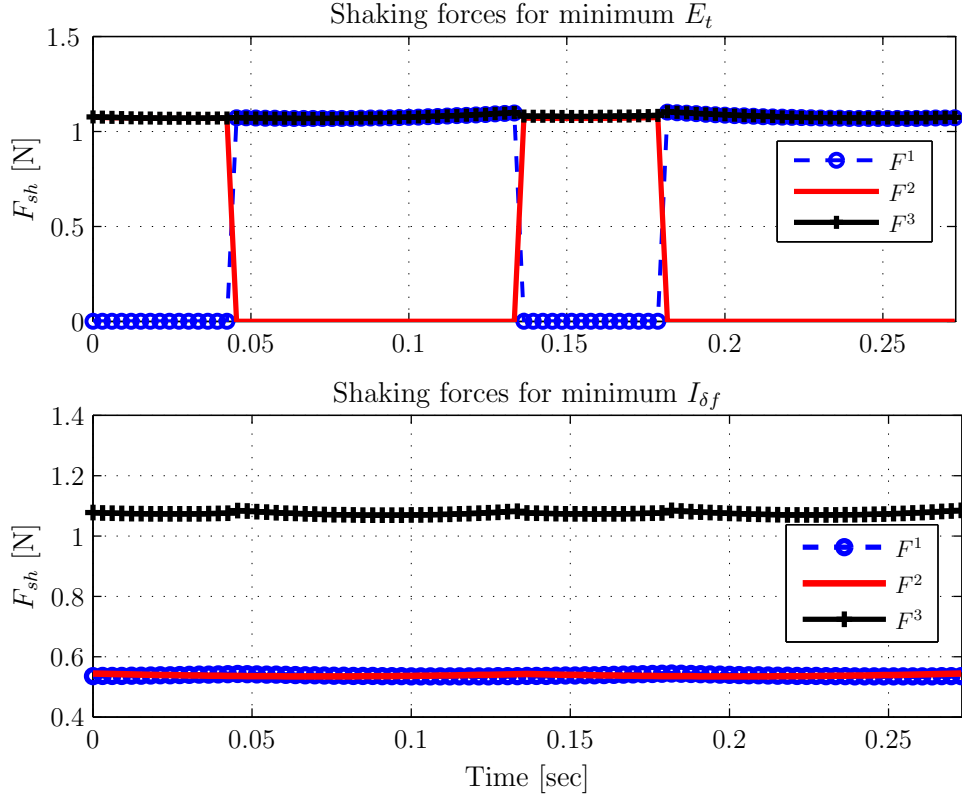 Shaking forces for minimum E_t
1.5
1
0.5
0
F_sh [N]
0
0.05
0.1
0.15
0.2
0.25
F^1
F^2
F^3
Shaking forces for minimum I_δf
1.4
1.2
1
0.8
0.6
0.4
F_sh [N]
0
0.05
0.1
0.15
0.2
0.25
F^1
F^2
F^3
Time [sec]